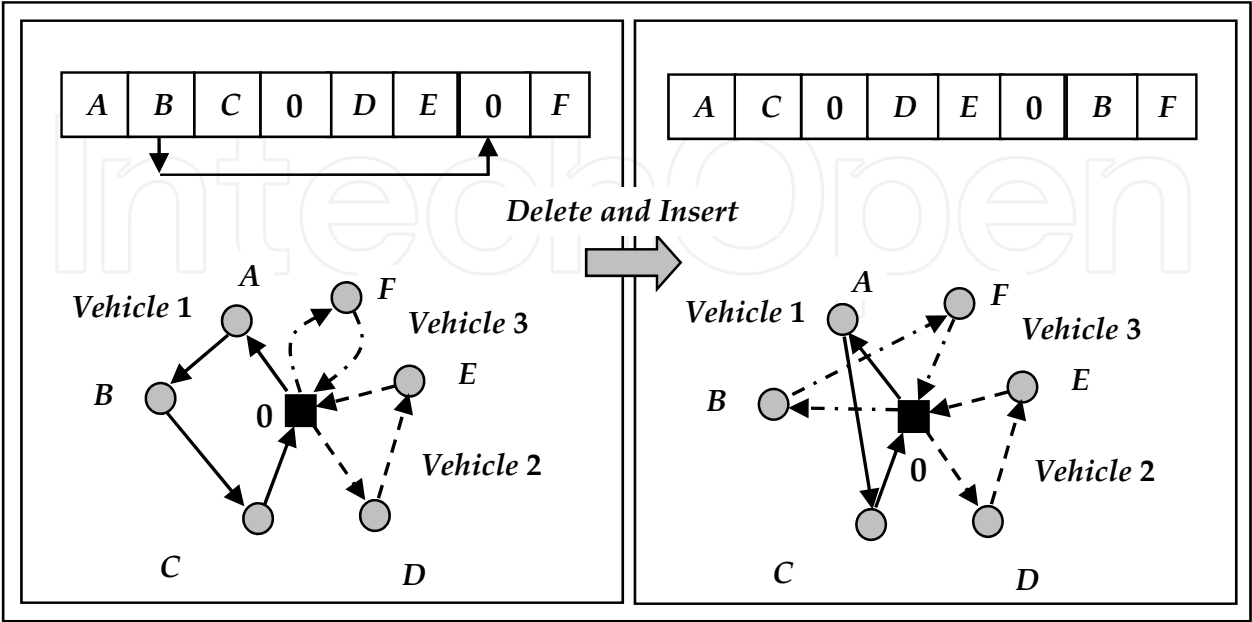 A B C 0 D E 0 F
A C 0 D E 0 B F
IntechOpen
Delete and Insert
A
F
Vehicle 1
Vehicle 3
B
E
0
Vehicle 2
C
D
A
F
Vehicle 1
Vehicle 3
B
E
0
Vehicle 2
C
D